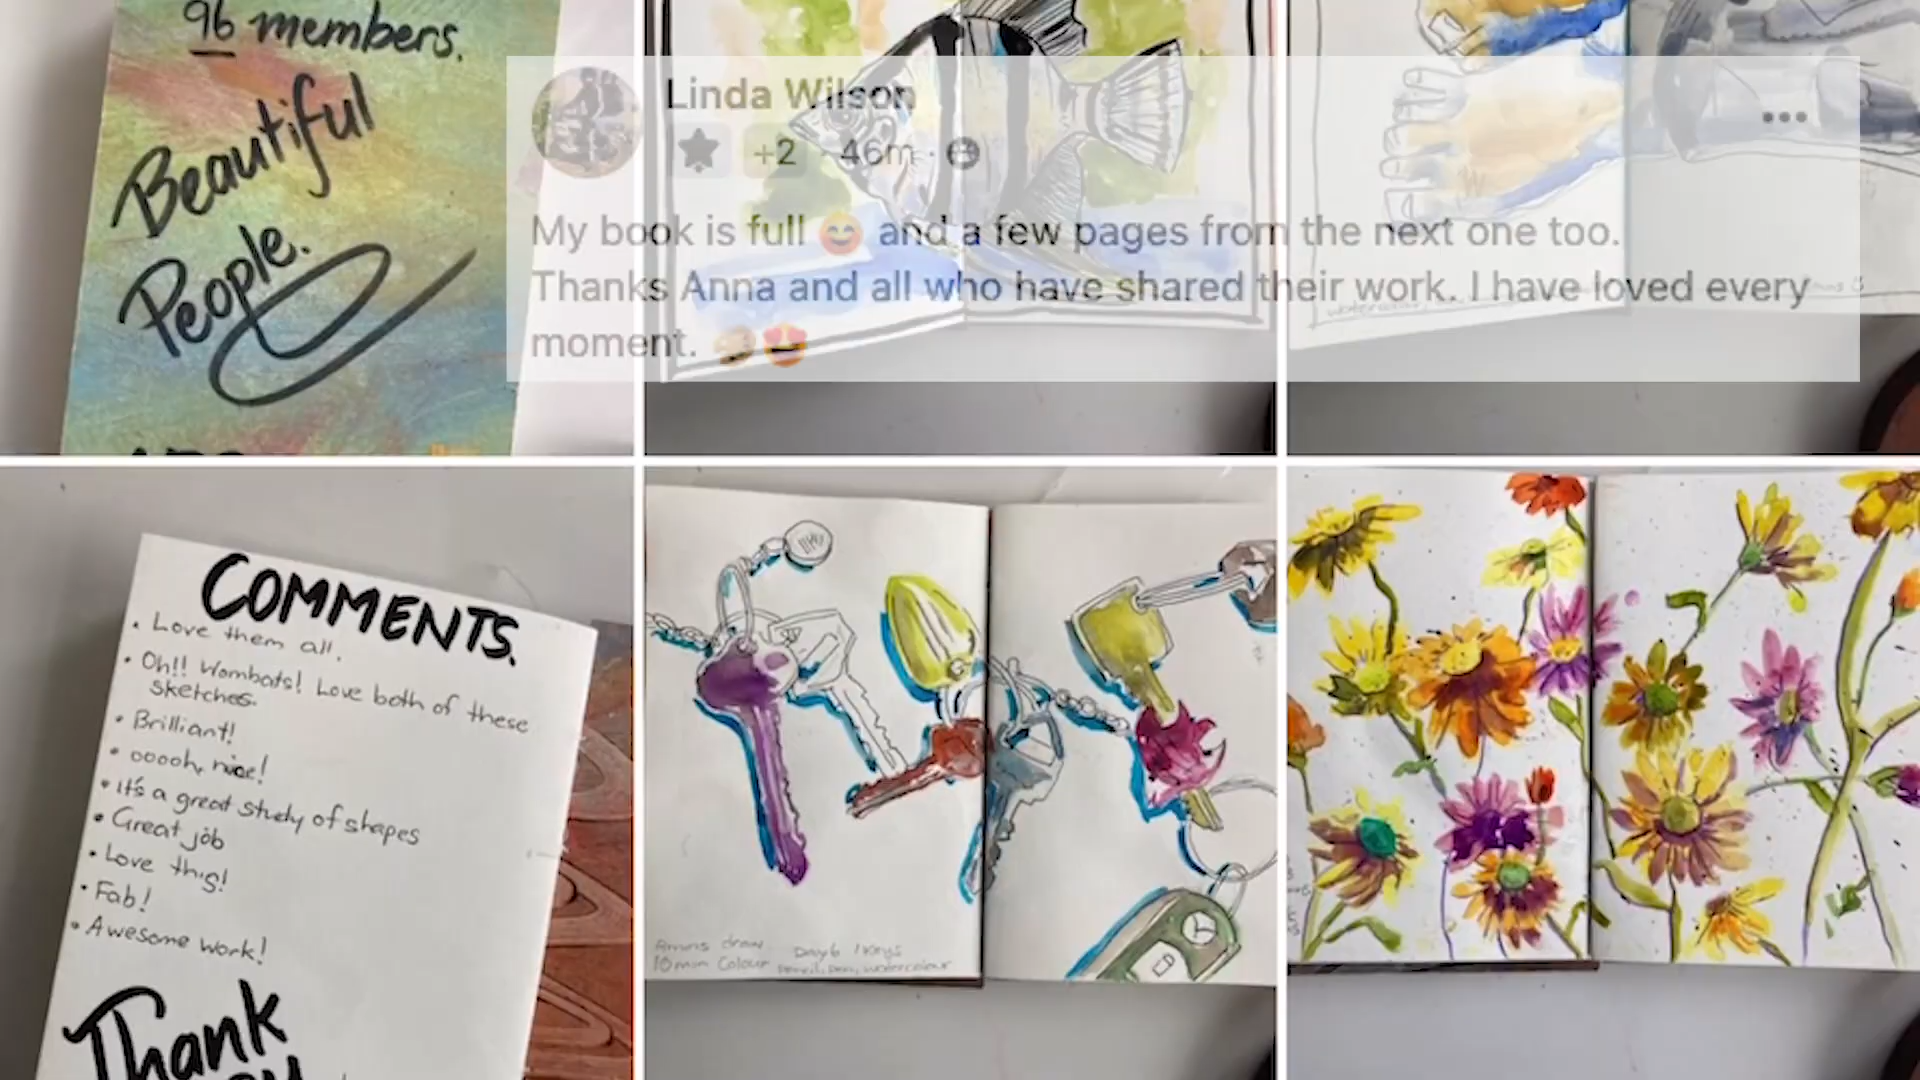 96 members.
Beautiful
People.
Linda Wilson
+2 · 46m ·
My book is full 😊 and a few pages from the next one too.
Thanks Anna and all who have shared their work. I have loved every
moment. 🤩
COMMENTS.
• Love them all.
• Oh!! Wombats! Love both of these
sketches.
• Brilliant!
• ooooh, nice!
• It's a great study of shapes
• Great job
• Love this!
• Fab!
• Awesome work!
Thank
10 min Colour
Day 6 / Keys
pencil, pen, watercolour